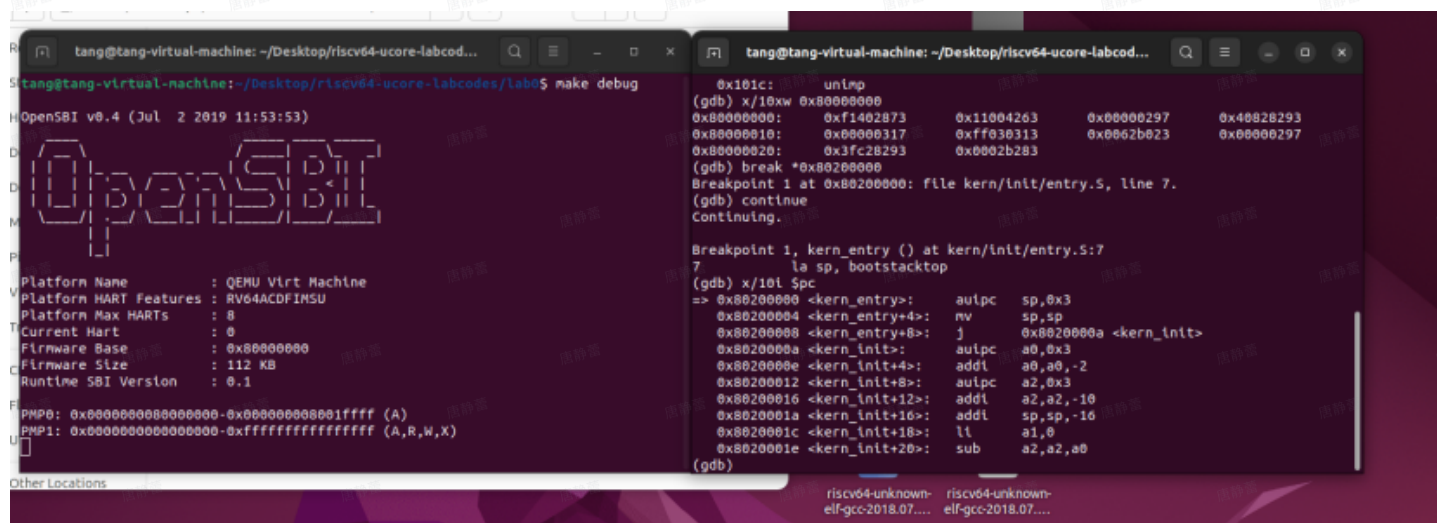 tang@tang-virtual-machine: ~/Desktop/riscv64-ucore-labcod...
tang@tang-virtual-machine:~/Desktop/riscv64-ucore-labcodes/lab0$ make debug
OpenSBI v0.4 (Jul  2 2019 11:53:53)
OpenSBI
Platform Name          : QEMU Virt Machine
Platform HART Features : RV64ACDFIMSU
Platform Max HARTs     : 8
Current Hart           : 0
Firmware Base          : 0x80000000
Firmware Size          : 112 KB
Runtime SBI Version    : 0.1
PMP0: 0x0000000080000000-0x000000008001ffff (A)
PMP1: 0x0000000000000000-0xffffffffffffffff (A,R,W,X)
Other Locations
tang@tang-virtual-machine: ~/Desktop/riscv64-ucore-labcod...
0x101c:      unimp
(gdb) x/10xw 0x80000000
0x80000000:     0xf1402873      0x11004263      0x00000297      0x40828293
0x80000010:     0x00000317      0xff030313      0x0062b023      0x00000297
0x80000020:     0x3fc28293      0x0002b283
(gdb) break *0x80200000
Breakpoint 1 at 0x80200000: file kern/init/entry.S, line 7.
(gdb) continue
Continuing.
Breakpoint 1, kern_entry () at kern/init/entry.S:7
7           la sp, bootstacktop
(gdb) x/10i $pc
=> 0x80200000 <kern_entry>:     auipc   sp,0x3
0x80200004 <kern_entry+4>:   mv      sp,sp
0x80200008 <kern_entry+8>:   j       0x8020000a <kern_init>
0x8020000a <kern_init>:      auipc   a0,0x3
0x8020000e <kern_init+4>:    addi    a0,a0,-2
0x80200012 <kern_init+8>:    auipc   a2,0x3
0x80200016 <kern_init+12>:   addi    a2,a2,-10
0x8020001a <kern_init+16>:   addi    sp,sp,-16
0x8020001c <kern_init+18>:   li      a1,0
0x8020001e <kern_init+20>:   sub     a2,a2,a0
(gdb)
riscv64-unknown-elf-gcc-2018.07....
riscv64-unknown-elf-gcc-2018.07....